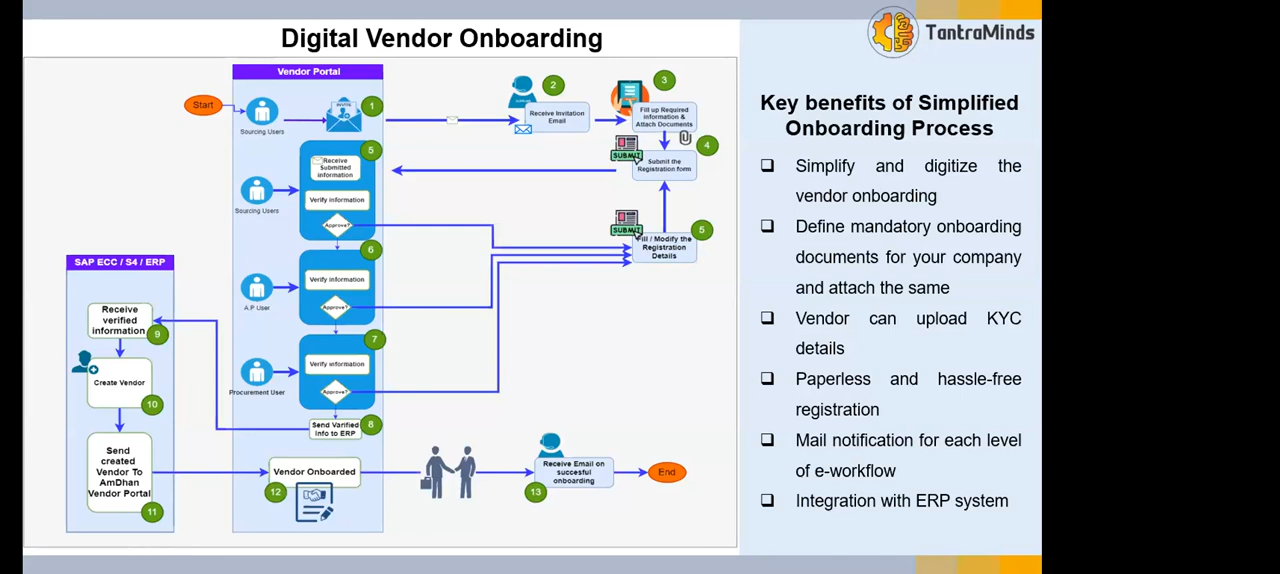 Digital Vendor Onboarding
TantraMinds
Vendor Portal
Start
Sourcing Users
INVITE
1
2
Receive Invitation
Email
3
Fill up Required
information &
Attach Documents
SUBMIT
4
Submit the
Registration form
5
Receive
Submitted
information
Sourcing Users
Verify information
Approve?
SUBMIT
5
Fill / Modify the
Registration
Details
6
A.P User
Verify information
Approve?
7
Procurement User
Verify information
Approve?
Send Varified
Info to ERP
8
SAP ECC / S4 / ERP
Receive
verified
information
9
Create Vendor
10
Send
created
Vendor To
AmDhan
Vendor Portal
11
Vendor Onboarded
12
Receive Email on
succesful
onboarding
13
End
Key benefits of Simplified
Onboarding Process
Simplify and digitize the
vendor onboarding
Define mandatory onboarding
documents for your company
and attach the same
Vendor can upload KYC
details
Paperless and hassle-free
registration
Mail notification for each level
of e-workflow
Integration with ERP system